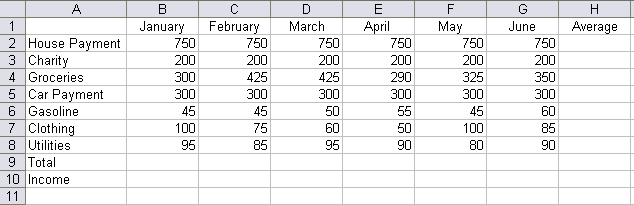 A B C D E F G H
1 January February March April May June Average
2 House Payment 750 750 750 750 750 750
3 Charity 200 200 200 200 200 200
4 Groceries 300 425 425 290 325 350
5 Car Payment 300 300 300 300 300 300
6 Gasoline 45 45 50 55 45 60
7 Clothing 100 75 60 50 100 85
8 Utilities 95 85 95 90 80 90
9 Total
10 Income
11